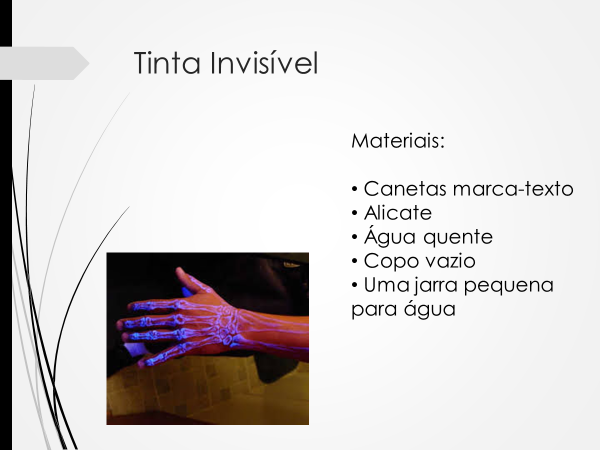 Tinta Invisível
Materiais:
• Canetas marca-texto
• Alicate
• Água quente
• Copo vazio
• Uma jarra pequena
para água